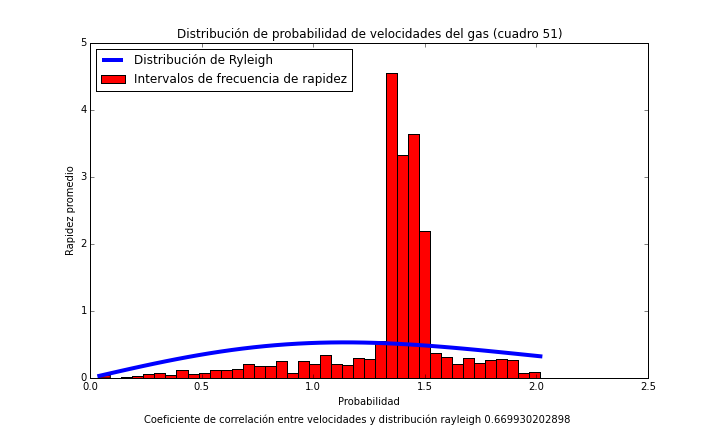 Distribución de probabilidad de velocidades del gas (cuadro 51)
Distribución de Ryleigh
Intervalos de frecuencia de rapidez
5
4
3
2
1
0
Rapidez promedio
0.0 0.5 1.0 1.5 2.0 2.5
Probabilidad
Coeficiente de correlación entre velocidades y distribución rayleigh 0.669930202898